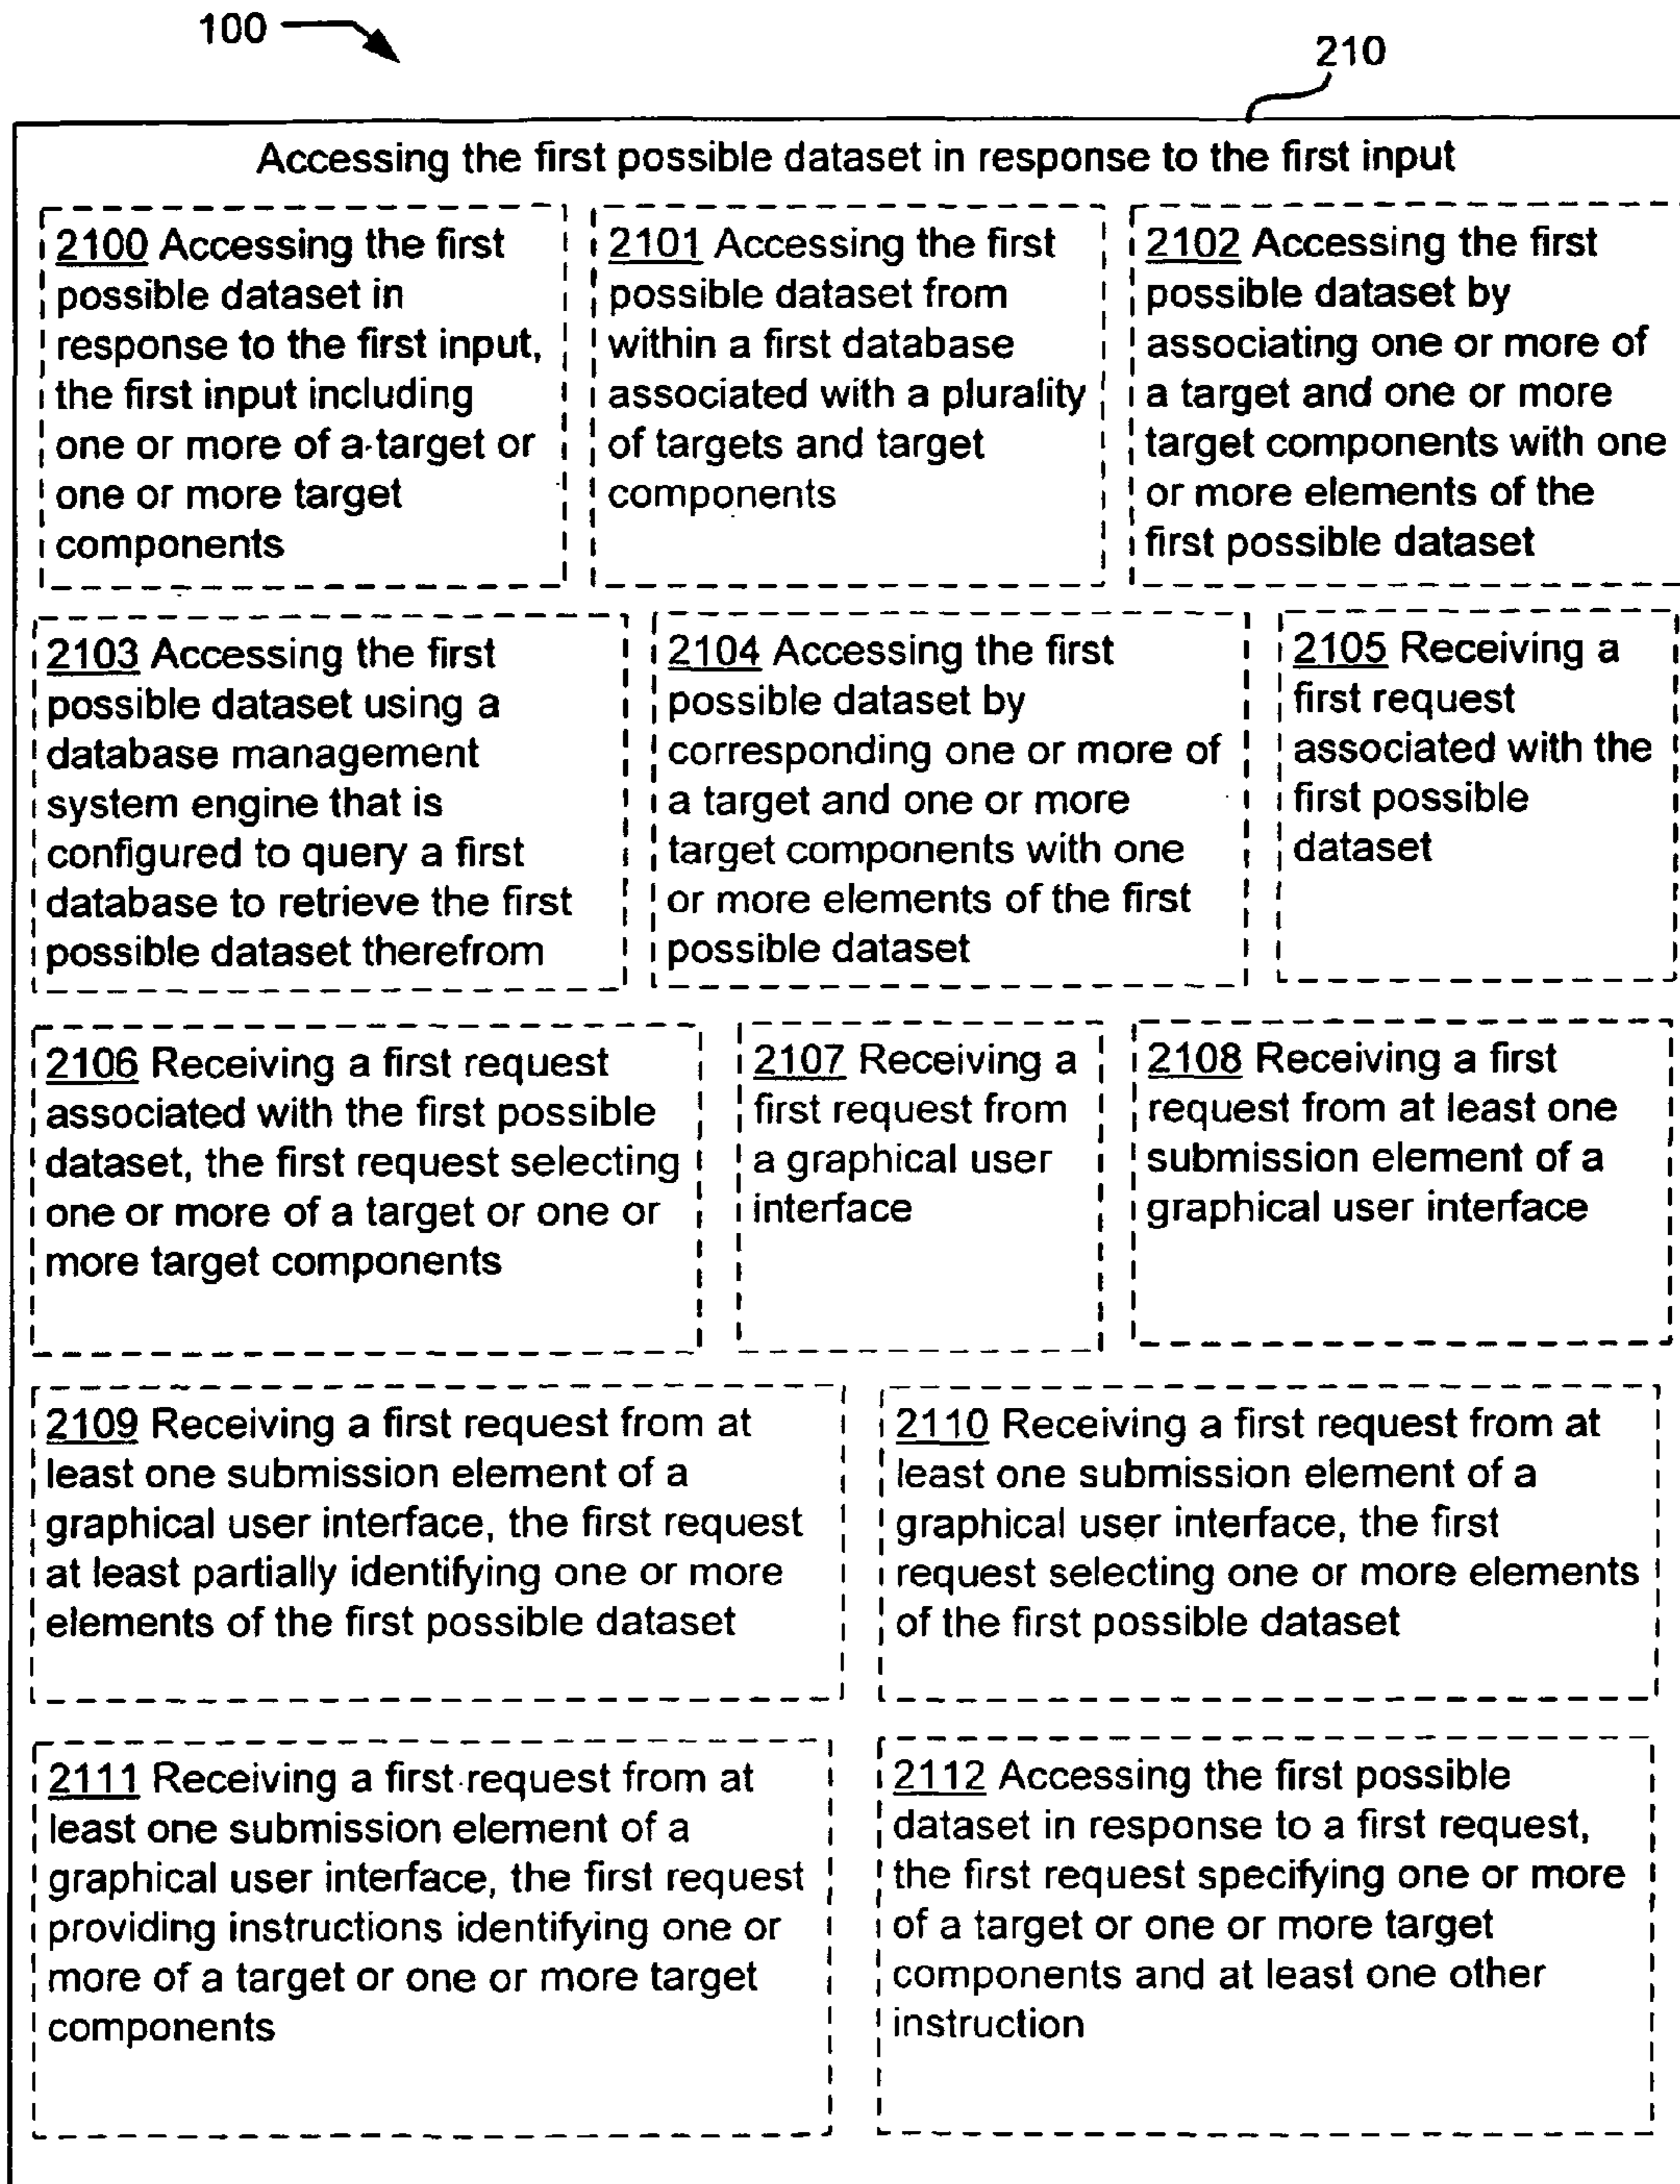 100
210
Accessing the first possible dataset in response to the first input
2100 Accessing the first
possible dataset in
response to the first input,
the first input including
one or more of a target or
one or more target
components
2101 Accessing the first
possible dataset from
within a first database
associated with a plurality
of targets and target
components
2102 Accessing the first
possible dataset by
associating one or more of
a target and one or more
target components with one
or more elements of the
first possible dataset
2103 Accessing the first
possible dataset using a
database management
system engine that is
configured to query a first
database to retrieve the first
possible dataset therefrom
2104 Accessing the first
possible dataset by
corresponding one or more of
a target and one or more
target components with one
or more elements of the first
possible dataset
2105 Receiving a
first request
associated with the
first possible
dataset
2106 Receiving a first request
associated with the first possible
dataset, the first request selecting
one or more of a target or one or
more target components
2107 Receiving a
first request from
a graphical user
interface
2108 Receiving a first
request from at least one
submission element of a
graphical user interface
2109 Receiving a first request from at
least one submission element of a
graphical user interface, the first request
at least partially identifying one or more
elements of the first possible dataset
2110 Receiving a first request from at
least one submission element of a
graphical user interface, the first
request selecting one or more elements
of the first possible dataset
2111 Receiving a first request from at
least one submission element of a
graphical user interface, the first request
providing instructions identifying one or
more of a target or one or more target
components
2112 Accessing the first possible
dataset in response to a first request,
the first request specifying one or more
of a target or one or more target
components and at least one other
instruction